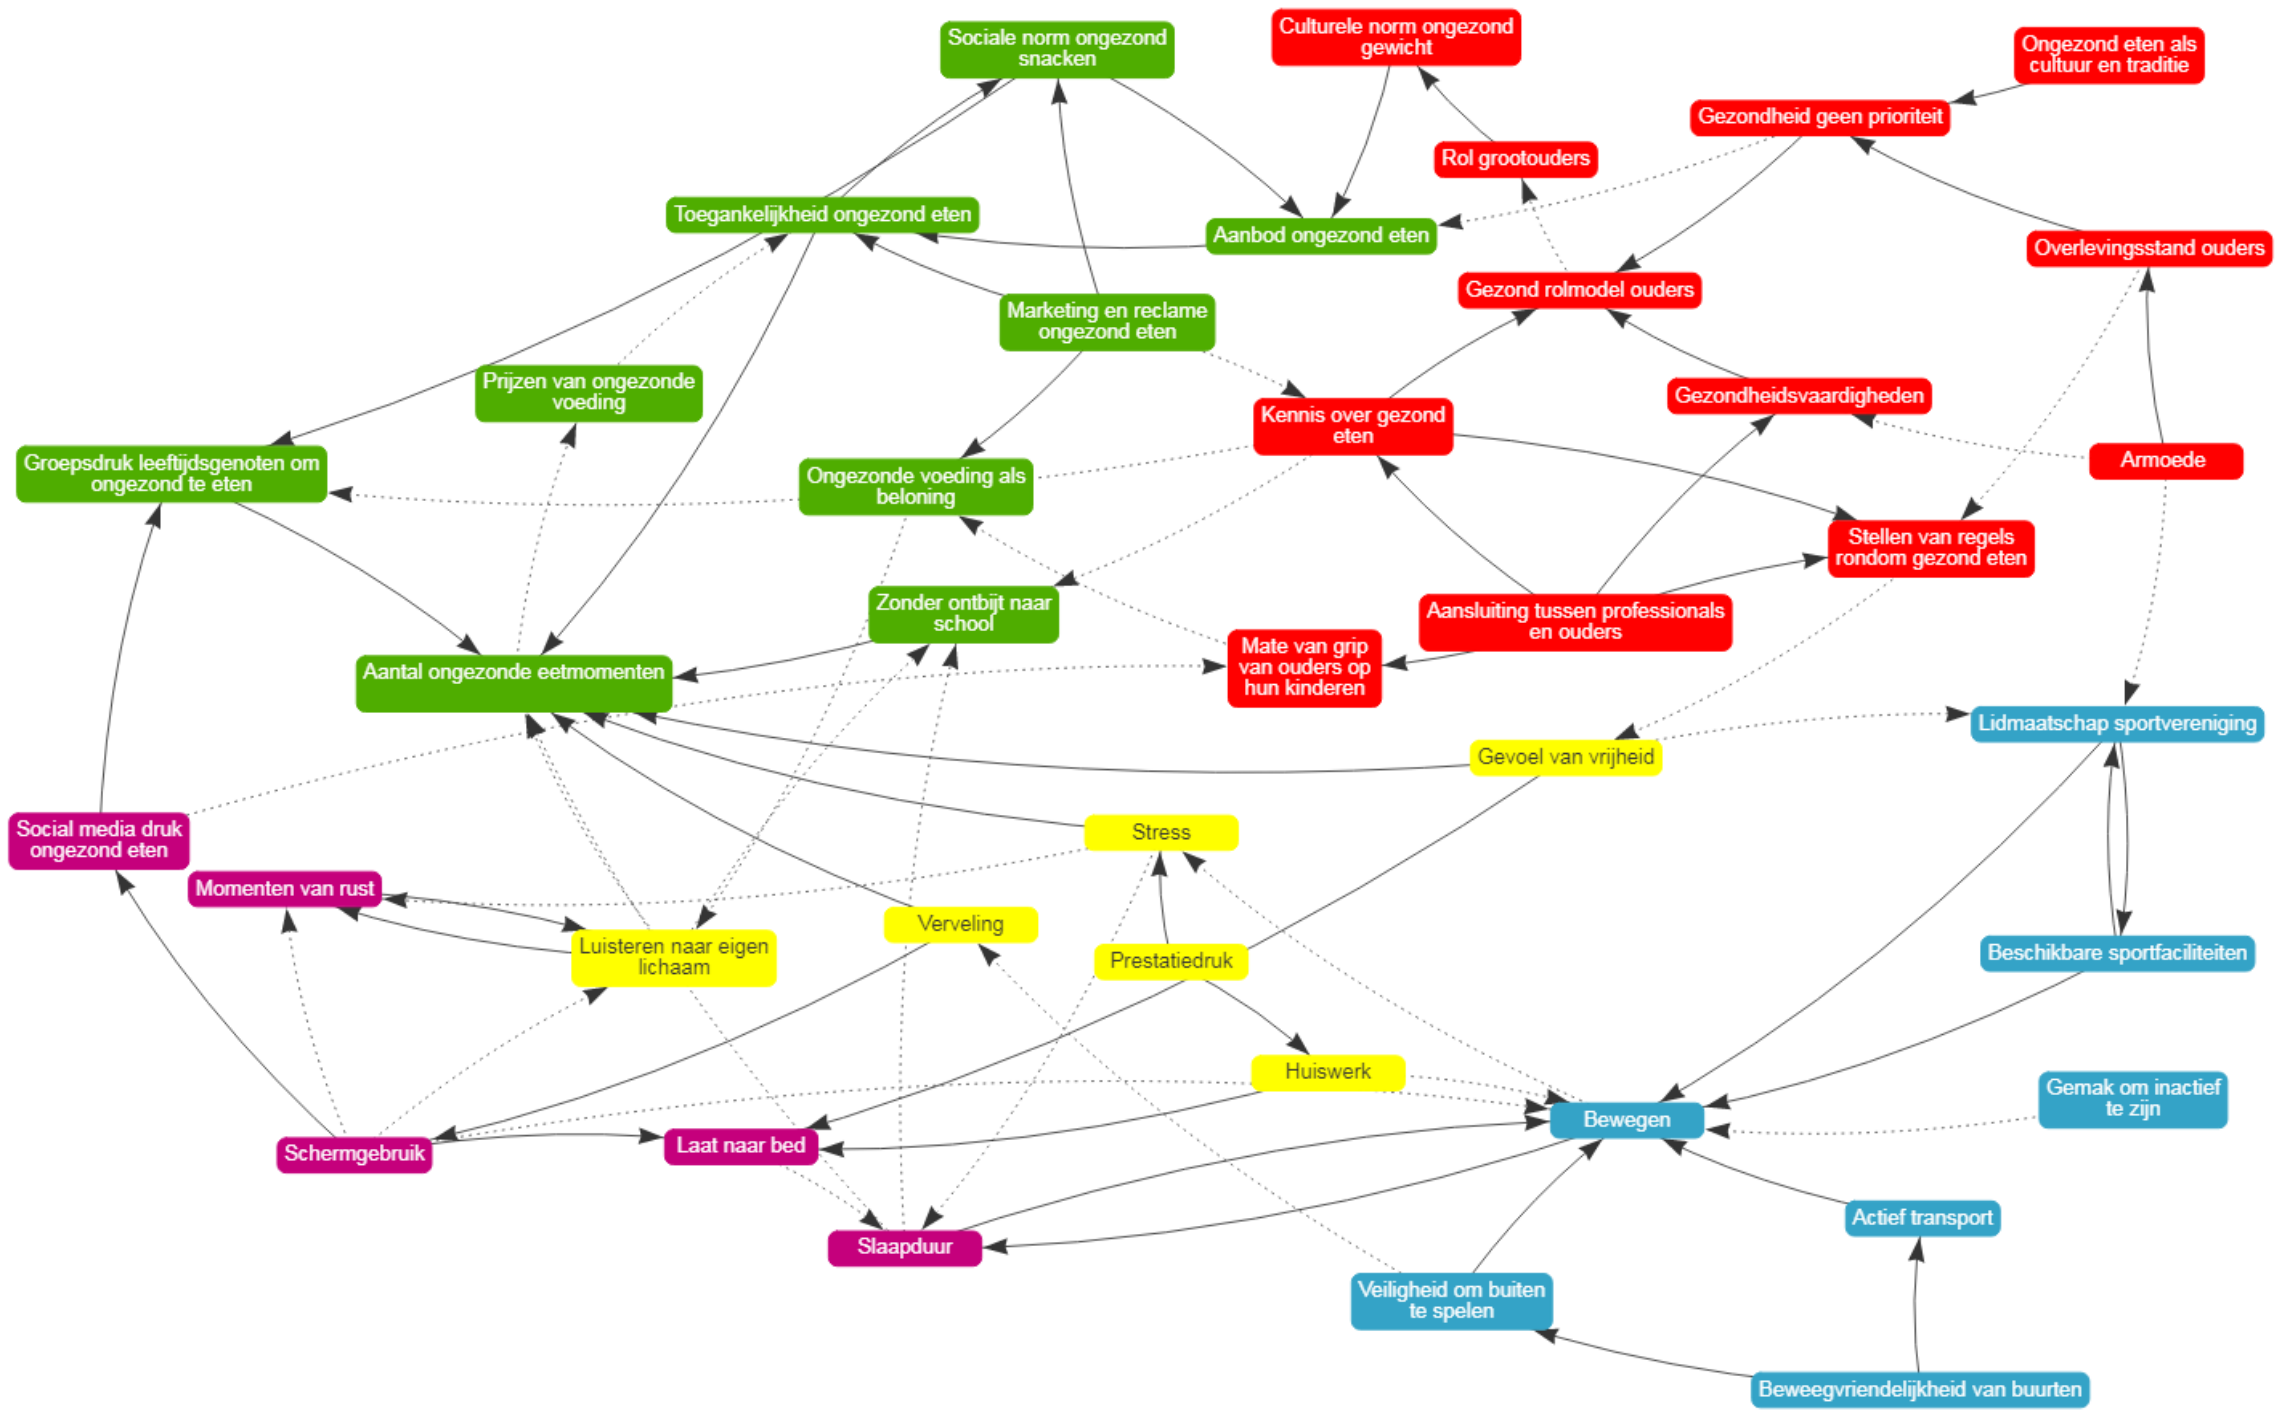 Sociale norm ongezond
snacken
Culturele norm ongezond
gewicht
Ongezond eten als
cultuur en traditie
Gezondheid geen prioriteit
Rol grootouders
Toegankelijkheid ongezond eten
Aanbod ongezond eten
Overlevingsstand ouders
Gezond rolmodel ouders
Marketing en reclame
ongezond eten
Prijzen van ongezonde
voeding
Gezondheidsvaardigheden
Kennis over gezond
eten
Groepsdruk leeftijdsgenoten om
ongezond te eten
Ongezonde voeding als
beloning
Armoede
Stellen van regels
rondom gezond eten
Zonder ontbijt naar
school
Aansluiting tussen professionals
en ouders
Aantal ongezonde eetmomenten
Mate van grip
van ouders op
hun kinderen
Lidmaatschap sportvereniging
Gevoel van vrijheid
Social media druk
ongezond eten
Stress
Momenten van rust
Verveling
Luisteren naar eigen
lichaam
Prestatiedruk
Beschikbare sportfaciliteiten
Huiswerk
Gemak om inactief
te zijn
Bewegen
Schermgebruik
Laat naar bed
Actief transport
Slaapduur
Veiligheid om buiten
te spelen
Beweegvriendelijkheid van buurten